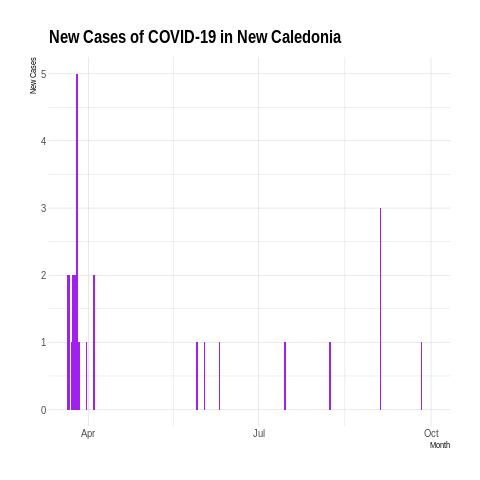 New Cases of COVID-19 in New Caledonia
New Cases
5
4
3
2
1
0
Apr
Jul
Oct
Month